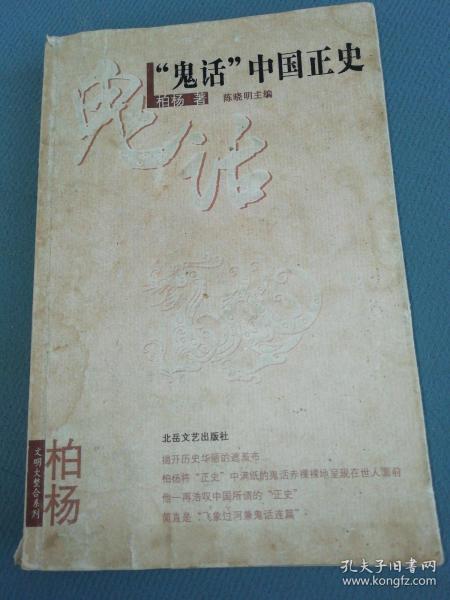 “鬼话”中国正史
柏杨 著 陈晓明主编
鬼话
北岳文艺出版社
揭开历史华丽的遮羞布
柏杨将“正史”中满纸的鬼话赤裸裸地呈现在世人面前
他一再浩叹中国所谓的“正史”
简直是“飞象过河兼鬼话连篇”
柏杨
文明大整合系列
孔夫子旧书网
www.kongfz.com